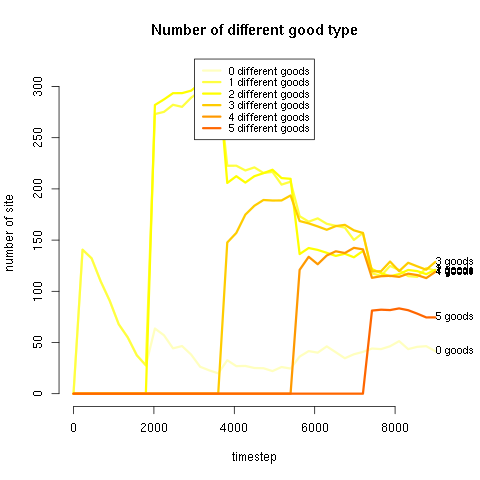 Number of different good type
0 different goods
1 different goods
2 different goods
3 different goods
4 different goods
5 different goods
number of site
300
250
200
150
100
50
0
3 goods
4 goods
5 goods
0 goods
0
2000
4000
6000
8000
timestep